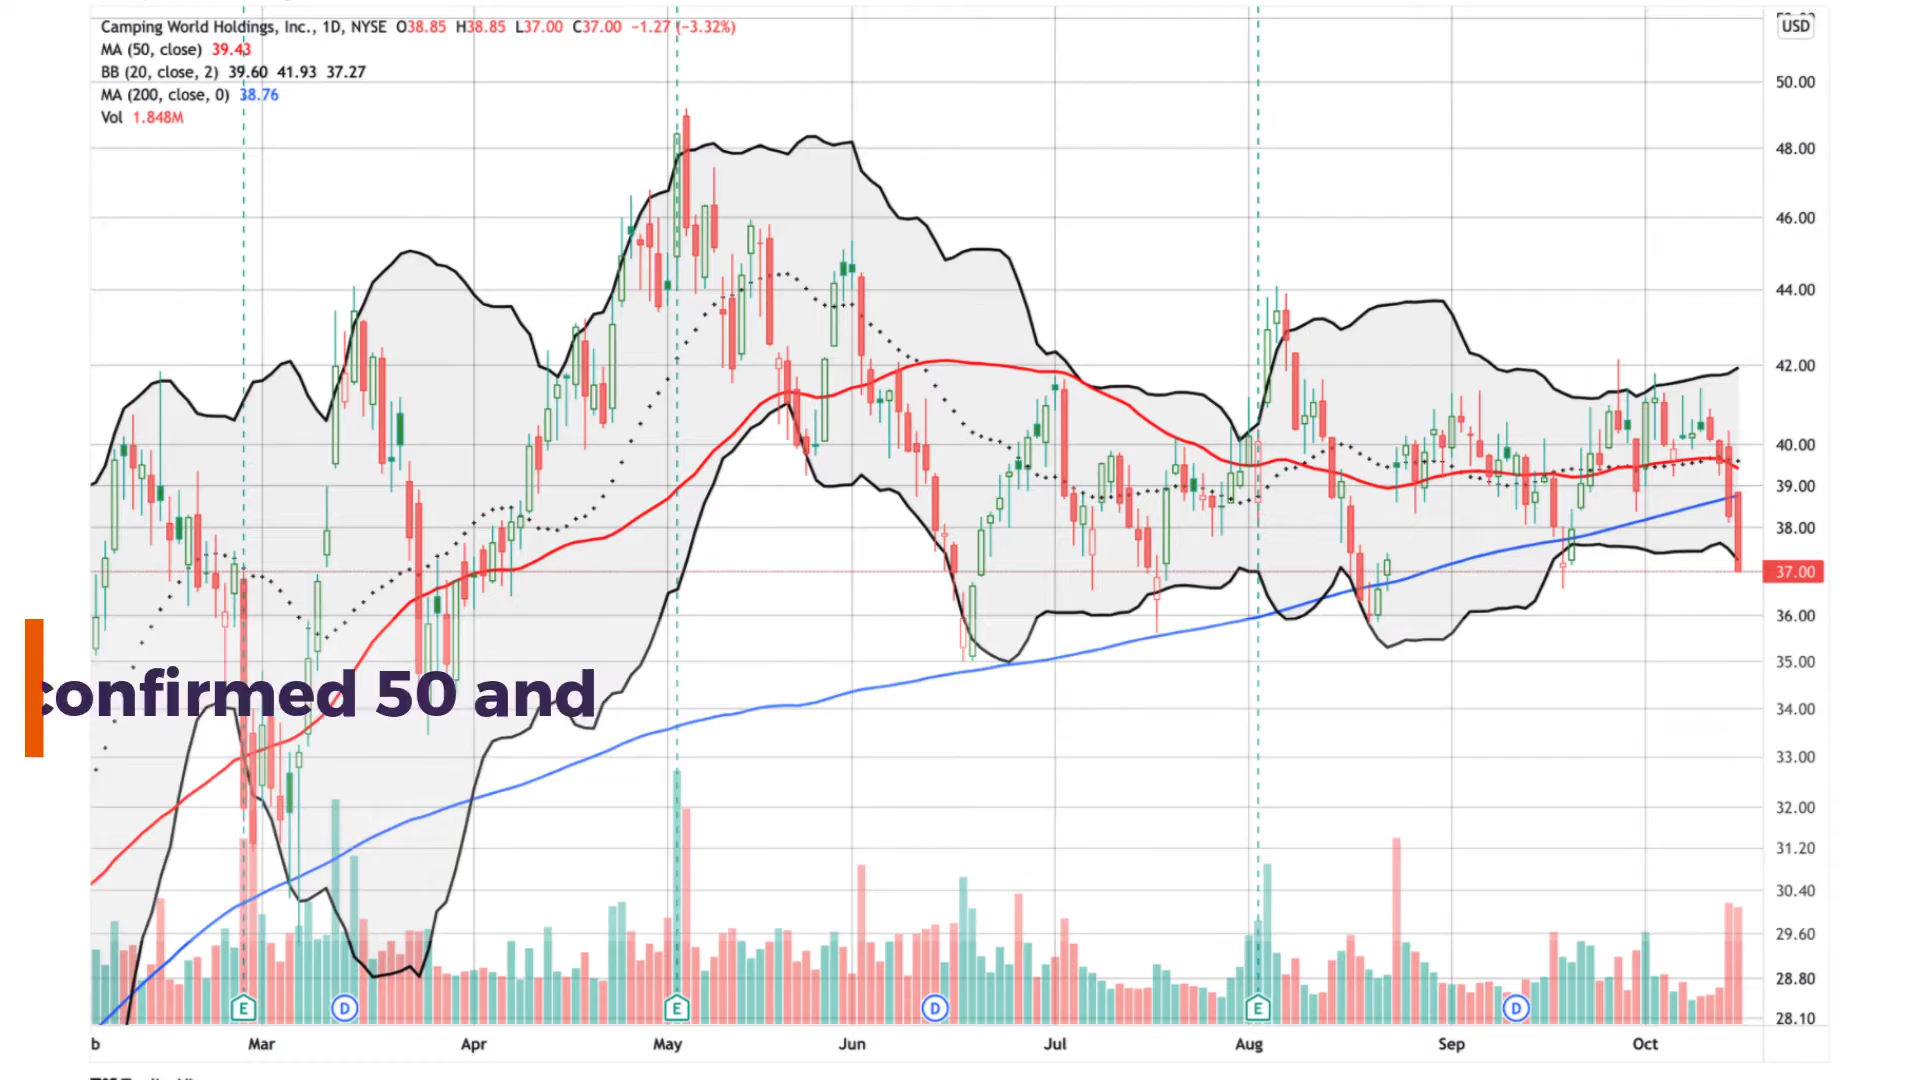 USD
Camping World Holdings, Inc., 1D, NYSE O38.85 H38.85 L37.00 C37.00 −1.27 (−3.32%)
MA (50, close) 39.43
BB (20, close, 2) 39.60 41.93 37.27
MA (200, close, 0) 38.76
Vol 1.848M
50.00
48.00
46.00
44.00
42.00
40.00
39.00
38.00
37.00
36.00
35.00
34.00
33.00
32.00
31.20
30.40
29.60
28.80
28.10
confirmed 50 and
E D E D E D
b Mar Apr May Jun Jul Aug Sep Oct